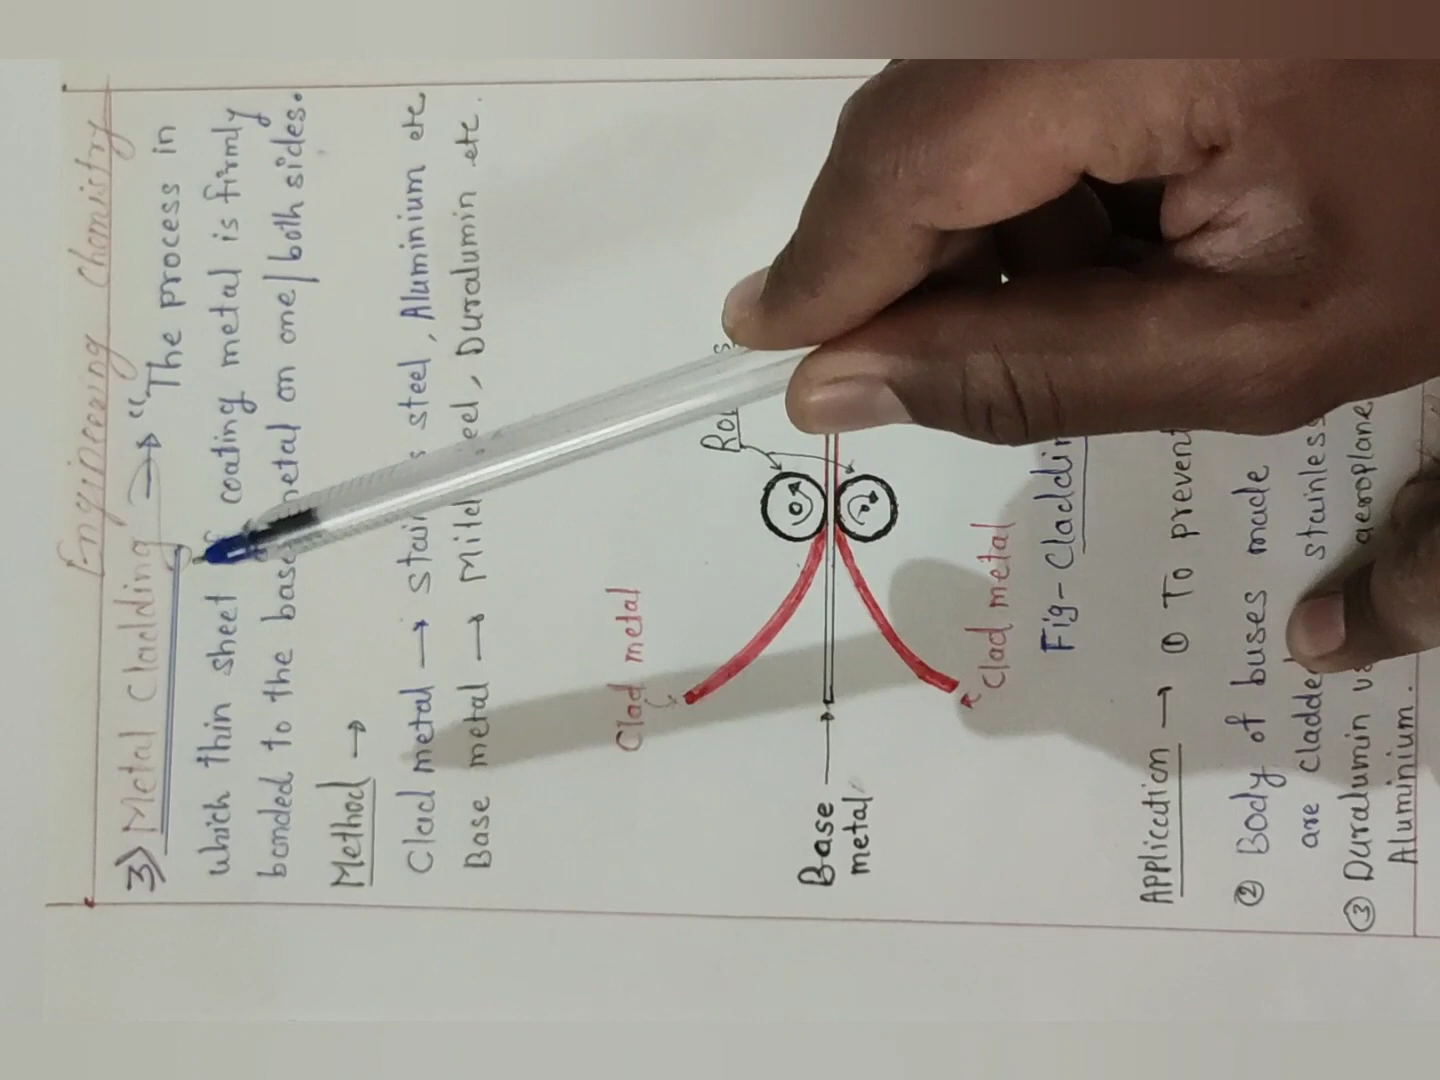 Engineering Chemistry
3) Metal Cladding → "The process in
which thin sheet coating metal is firmly
bonded to the base metal on one/both sides.
Method →
Clad metal → steel, Aluminium etc
Base metal → Mild Duralumin etc.
Clad metal
Base
metal
Clad metal
Fig- Claddin
Application → ① To prevent
② Body of buses made
are cladded stainless
③ Duralumin aeroplane
Aluminium.